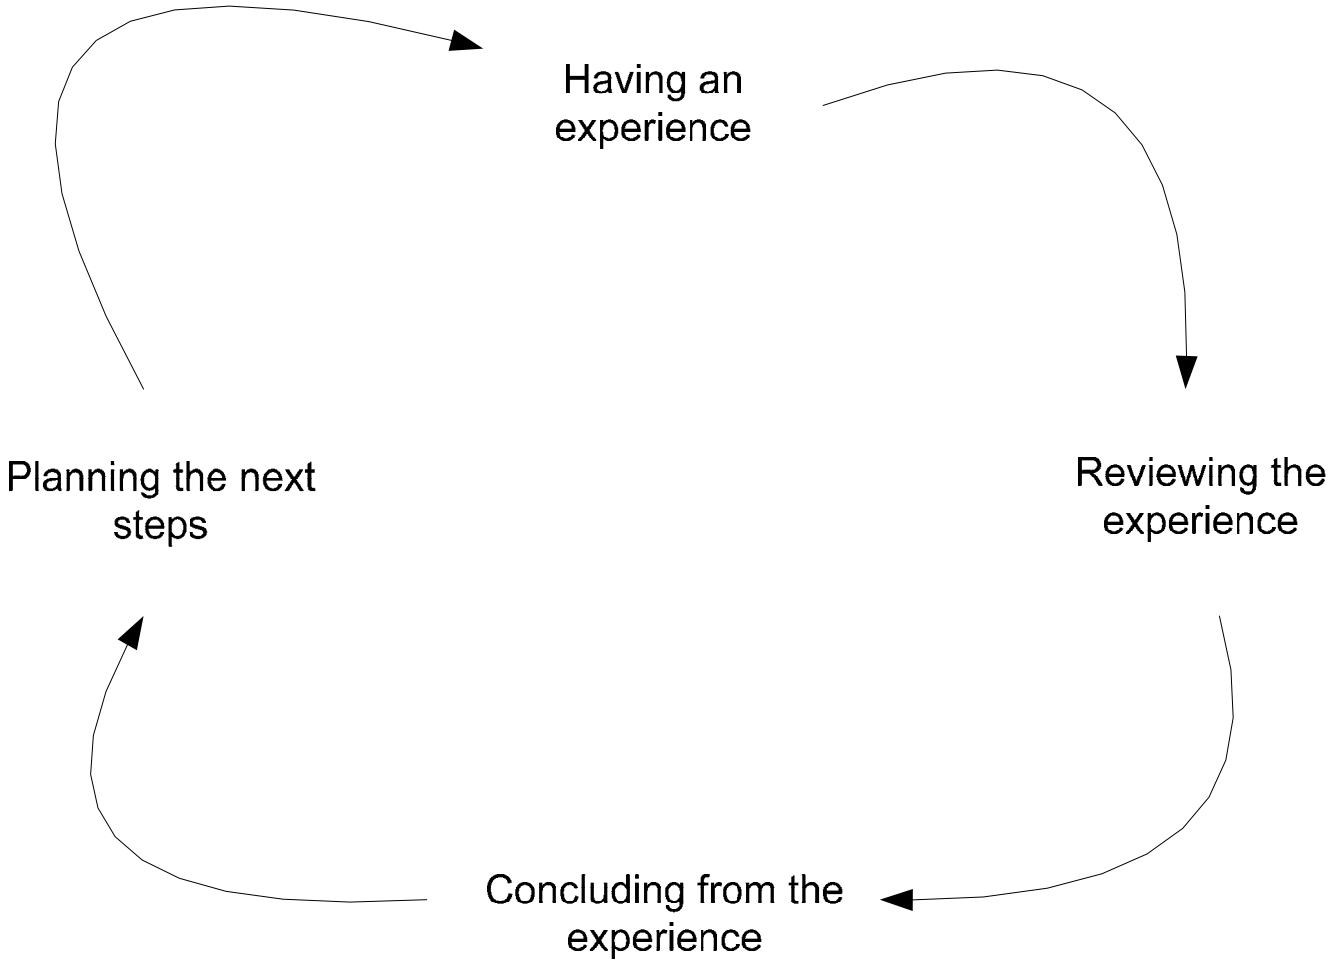 Having an
experience
Reviewing the
experience
Concluding from the
experience
Planning the next
steps